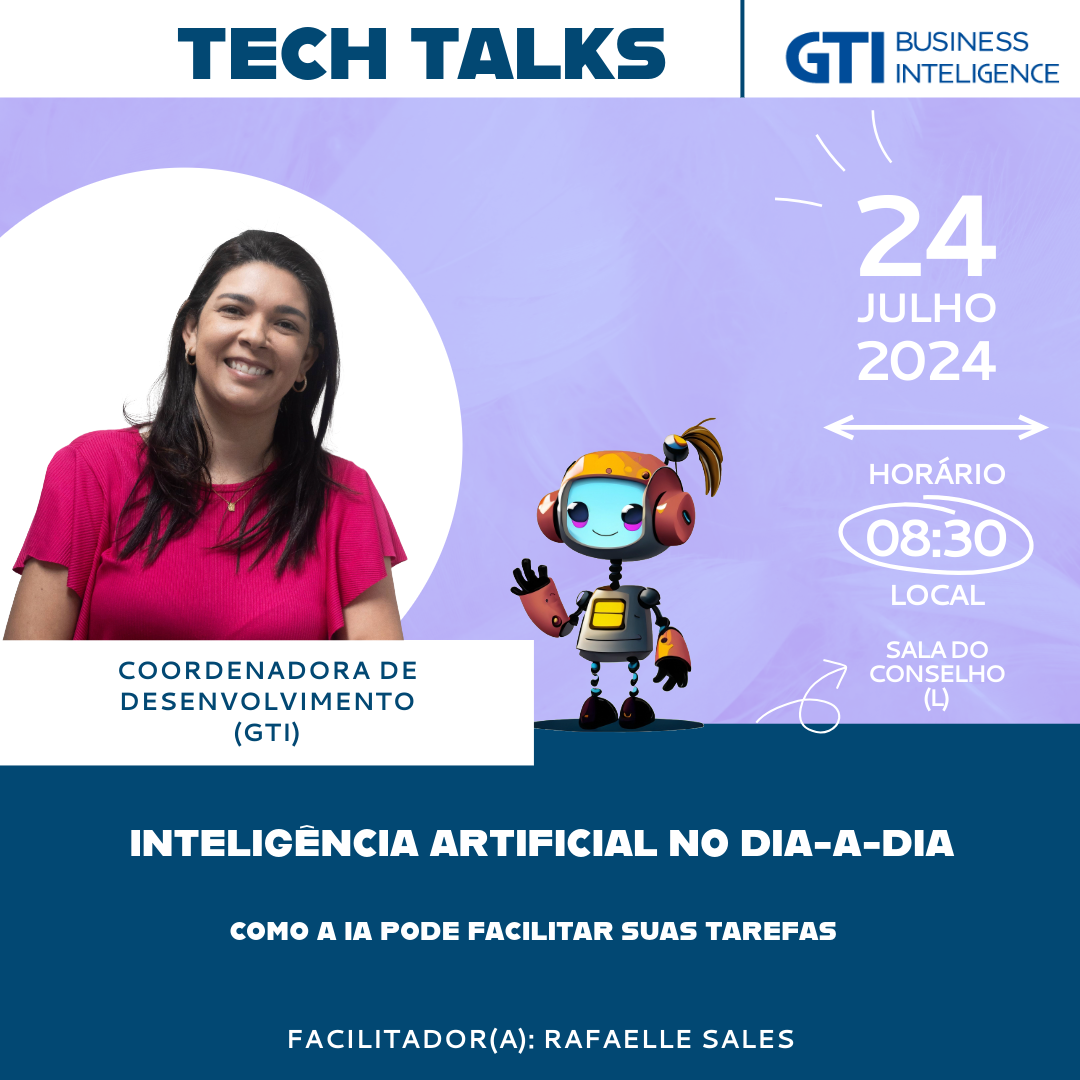 TECH TALKS
GTI BUSINESS
INTELIGENCE
24
JULHO
2024
HORÁRIO
08:30
LOCAL
SALA DO
CONSELHO
(L)
COORDENADORA DE
DESENVOLVIMENTO
(GTI)
INTELIGÊNCIA ARTIFICIAL NO DIA-A-DIA
COMO A IA PODE FACILITAR SUAS TAREFAS
FACILITADOR(A): RAFAELLE SALES